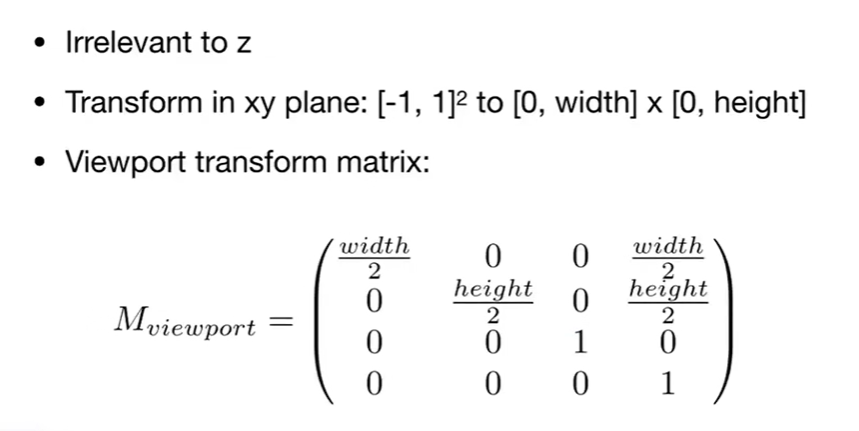 • Irrelevant to z
• Transform in xy plane: [-1, 1]² to [0, width] x [0, height]
• Viewport transform matrix:
$M_{viewport} = \begin{pmatrix} \frac{width}{2} & 0 & 0 & \frac{width}{2} \\ 0 & \frac{height}{2} & 0 & \frac{height}{2} \\ 0 & 0 & 1 & 0 \\ 0 & 0 & 0 & 1 \end{pmatrix}$